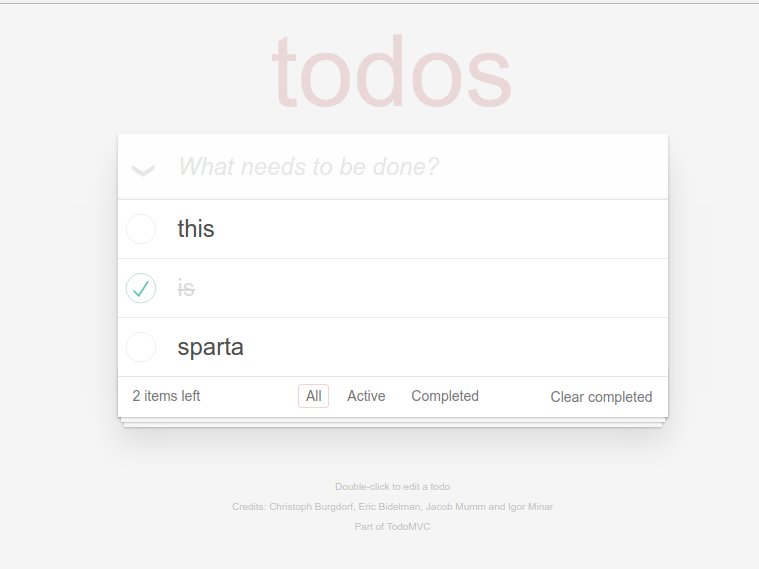 todos
What needs to be done?
this
is
sparta
2 items left All Active Completed Clear completed
Double-click to edit a todo
Credits: Christoph Burgdorf, Eric Bidelman, Jacob Mumm and Igor Minar
Part of TodoMVC